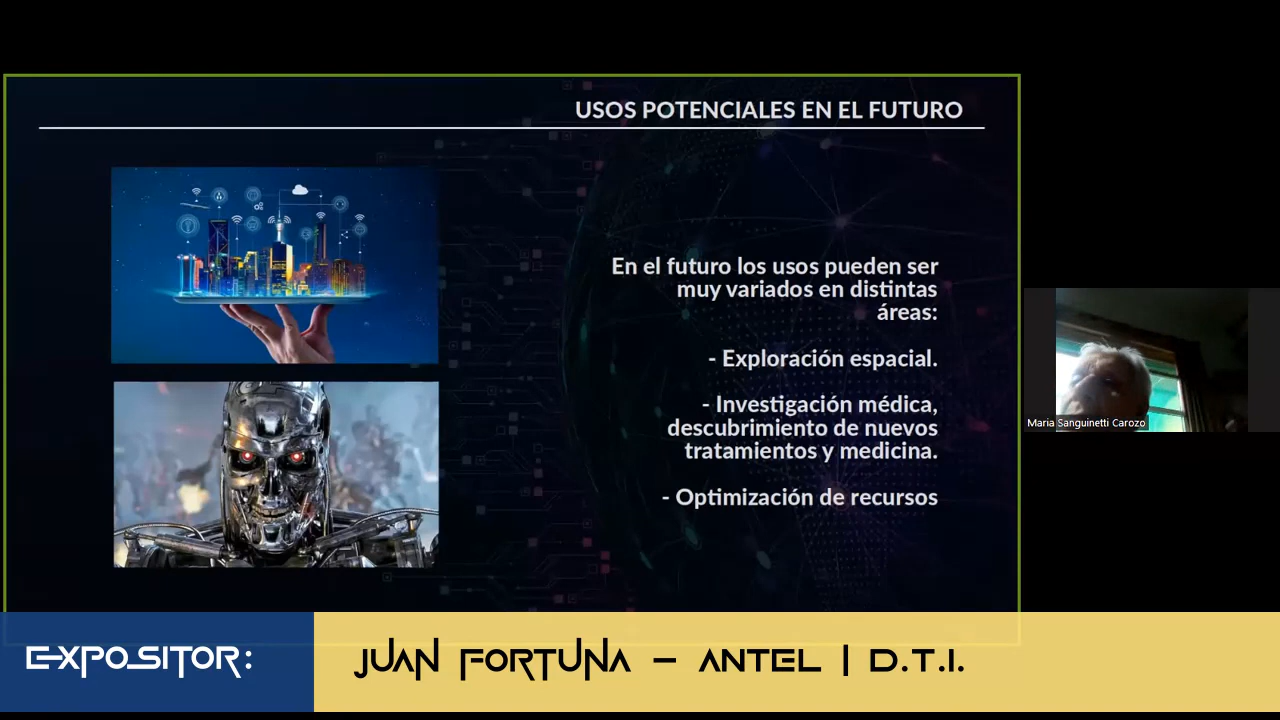 USOS POTENCIALES EN EL FUTURO
En el futuro los usos pueden ser
muy variados en distintas
áreas:
- Exploración espacial.
- Investigación médica,
descubrimiento de nuevos
tratamientos y medicina.
- Optimización de recursos
Maria Sanguinetti Carozo
EXPOSITOR:
JUAN FORTUNA - ANTEL | D.T.I.